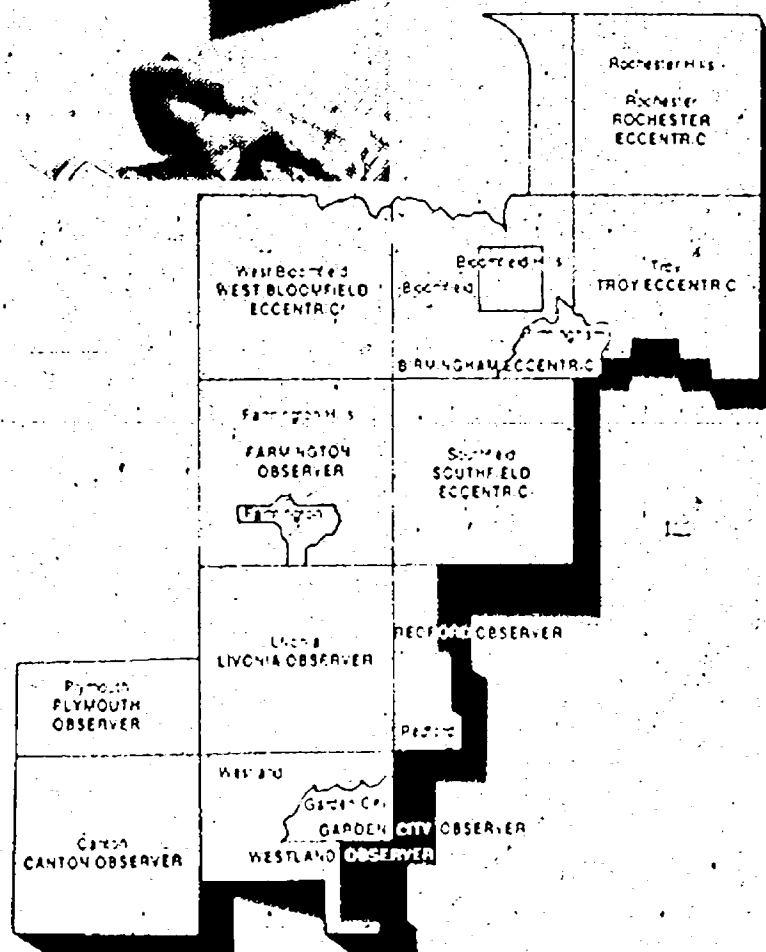 Rochester Hills
Rochester
ROCHESTER
ECCENTRIC
West Bloomfield
WEST BLOOMFIELD
ECCENTRIC
Bloomfield Hills
Bloomfield
Birmingham
BIRMINGHAM ECCENTRIC
Troy
TROY ECCENTRIC
Farmington Hills
FARMINGTON
OBSERVER
Farmington
Southfield
SOUTHFIELD
ECCENTRIC
Livonia
LIVONIA OBSERVER
REDFORD OBSERVER
Redford
Plymouth
PLYMOUTH
OBSERVER
Westland
Garden City
GARDEN CITY OBSERVER
WESTLAND OBSERVER
Canton
CANTON OBSERVER